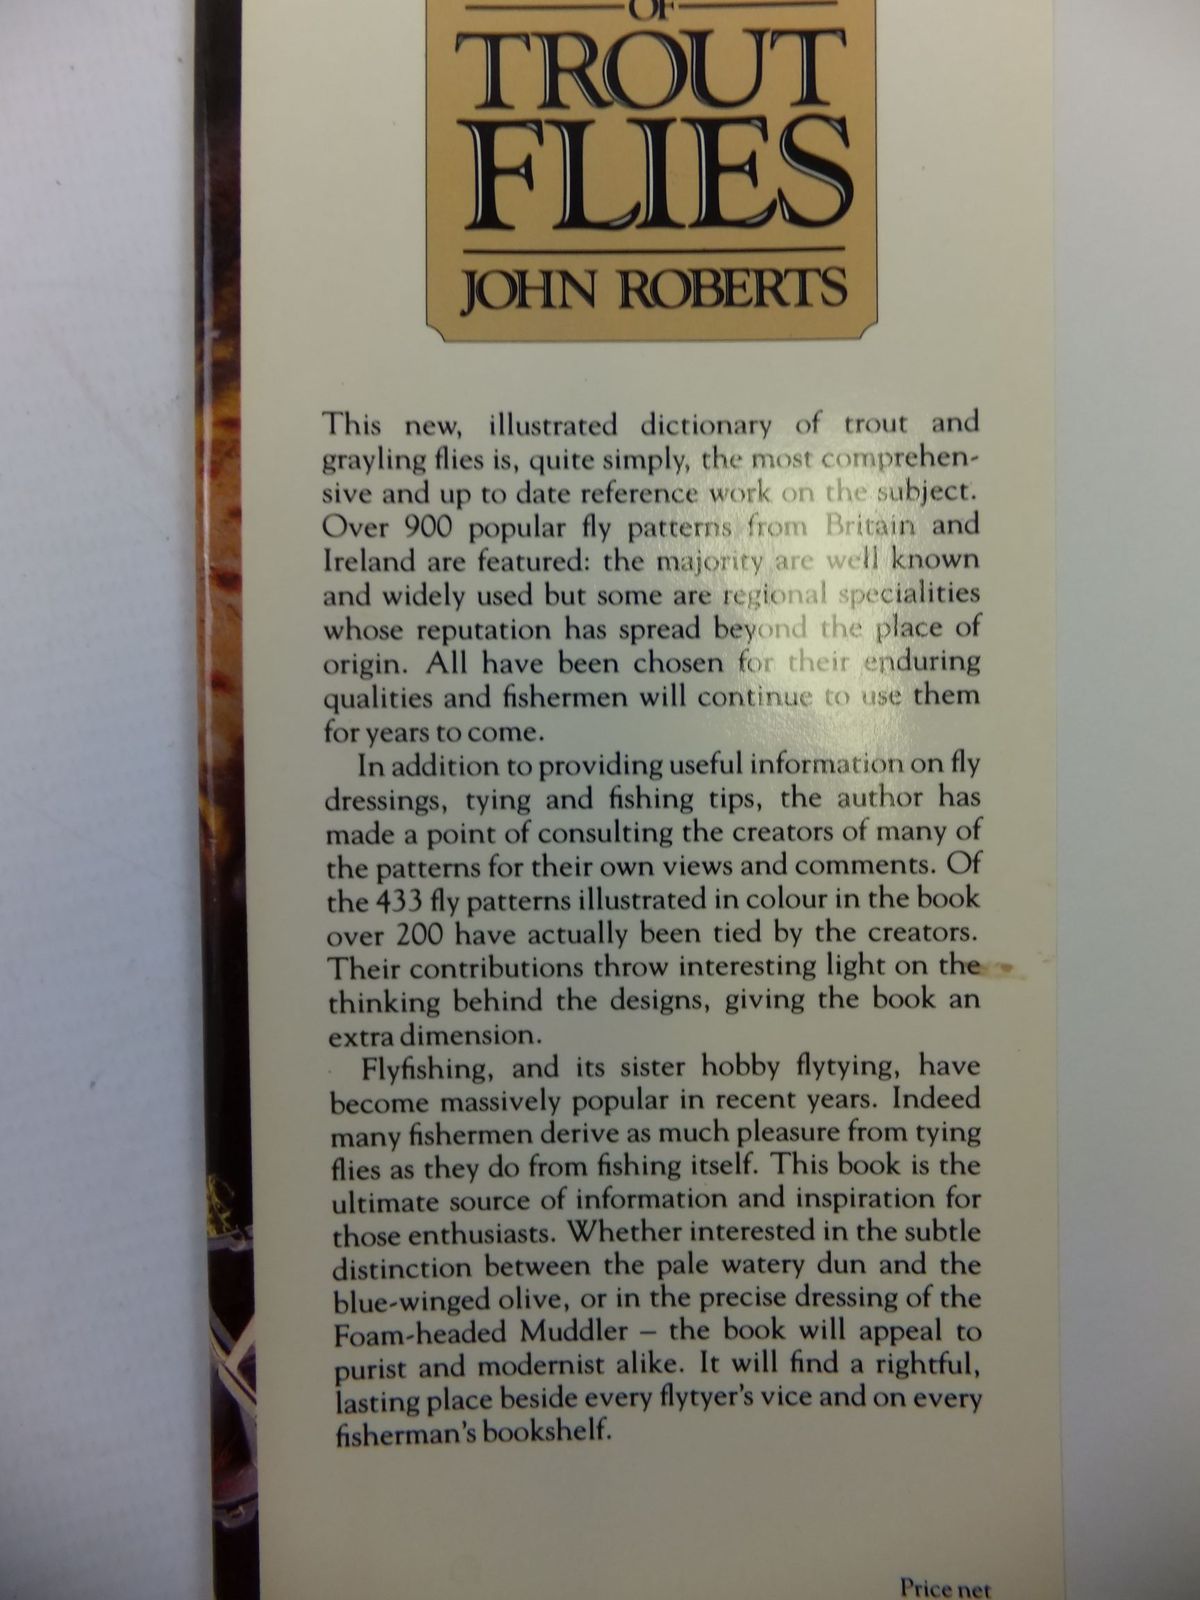 OF
TROUT
FLIES
JOHN ROBERTS
This new, illustrated dictionary of trout and
grayling flies is, quite simply, the most comprehen-
sive and up to date reference work on the subject.
Over 900 popular fly patterns from Britain and
Ireland are featured: the majority are well known
and widely used but some are regional specialities
whose reputation has spread beyond the place of
origin. All have been chosen for their enduring
qualities and fishermen will continue to use them
for years to come.
In addition to providing useful information on fly
dressings, tying and fishing tips, the author has
made a point of consulting the creators of many of
the patterns for their own views and comments. Of
the 433 fly patterns illustrated in colour in the book
over 200 have actually been tied by the creators.
Their contributions throw interesting light on the
thinking behind the designs, giving the book an
extra dimension.
Flyfishing, and its sister hobby flytying, have
become massively popular in recent years. Indeed
many fishermen derive as much pleasure from tying
flies as they do from fishing itself. This book is the
ultimate source of information and inspiration for
those enthusiasts. Whether interested in the subtle
distinction between the pale watery dun and the
blue-winged olive, or in the precise dressing of the
Foam-headed Muddler – the book will appeal to
purist and modernist alike. It will find a rightful,
lasting place beside every flytyer's vice and on every
fisherman's bookshelf.
Price net